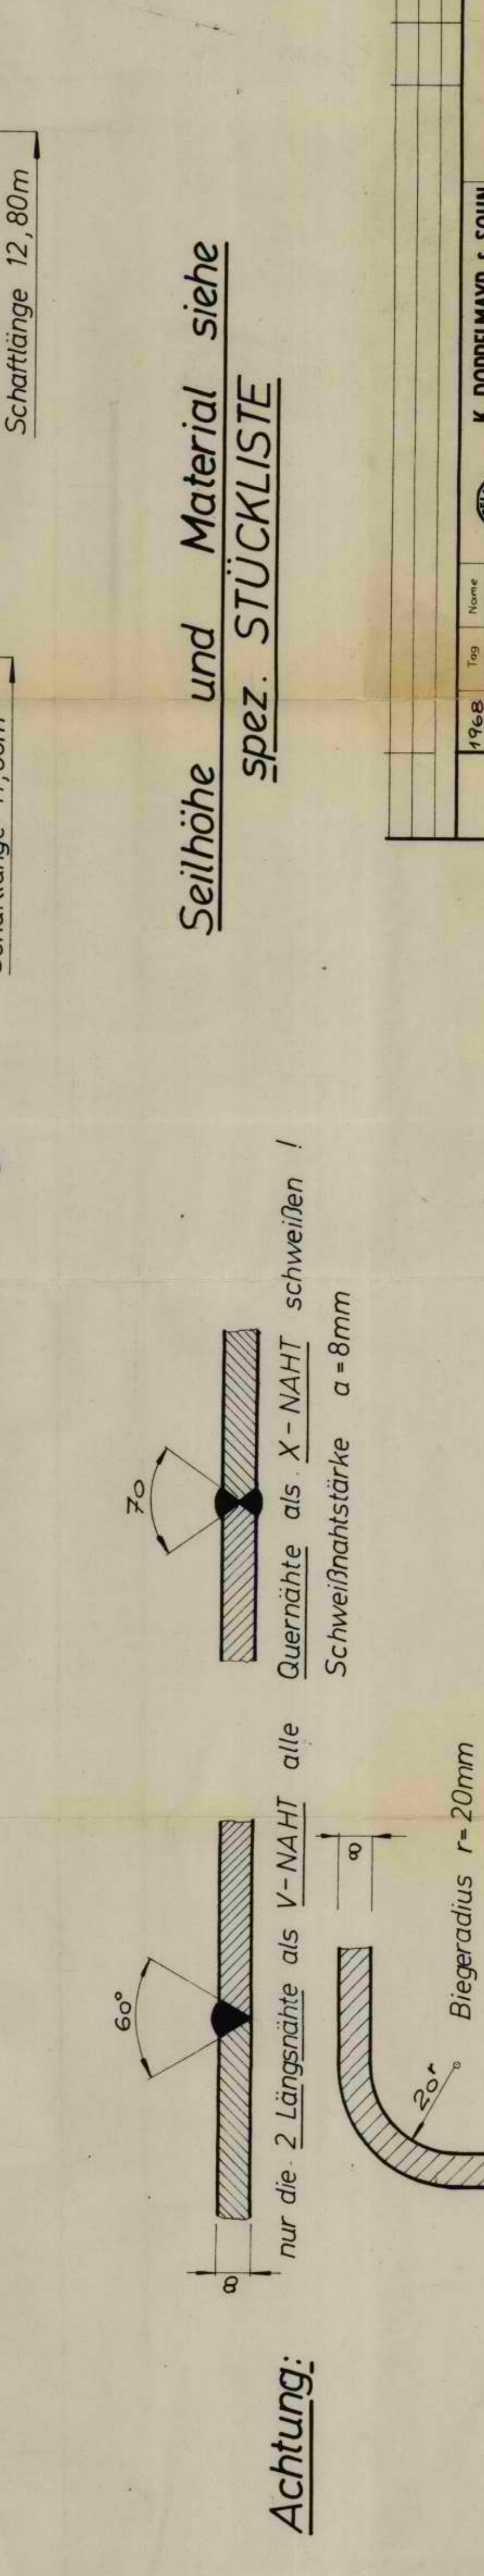 Achtung:
8
60°
nur die 2 Längsnähte als V-NAHT alle Quernähte als X-NAHT schweißen !
70
Schweißnahtstärke a=8mm
8
20r
Biegeradius r=20mm
Seilhöhe und Material siehe
spez. STÜCKLISTE
Schaftlänge 12,80m
1968 Tag Name